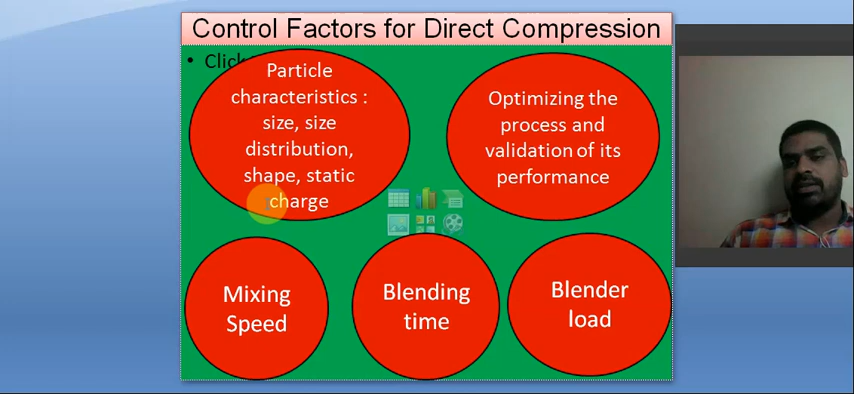 Control Factors for Direct Compression
• Click
Particle
characteristics :
size, size
distribution,
shape, static
charge
Optimizing the
process and
validation of its
performance
Mixing
Speed
Blending
time
Blender
load